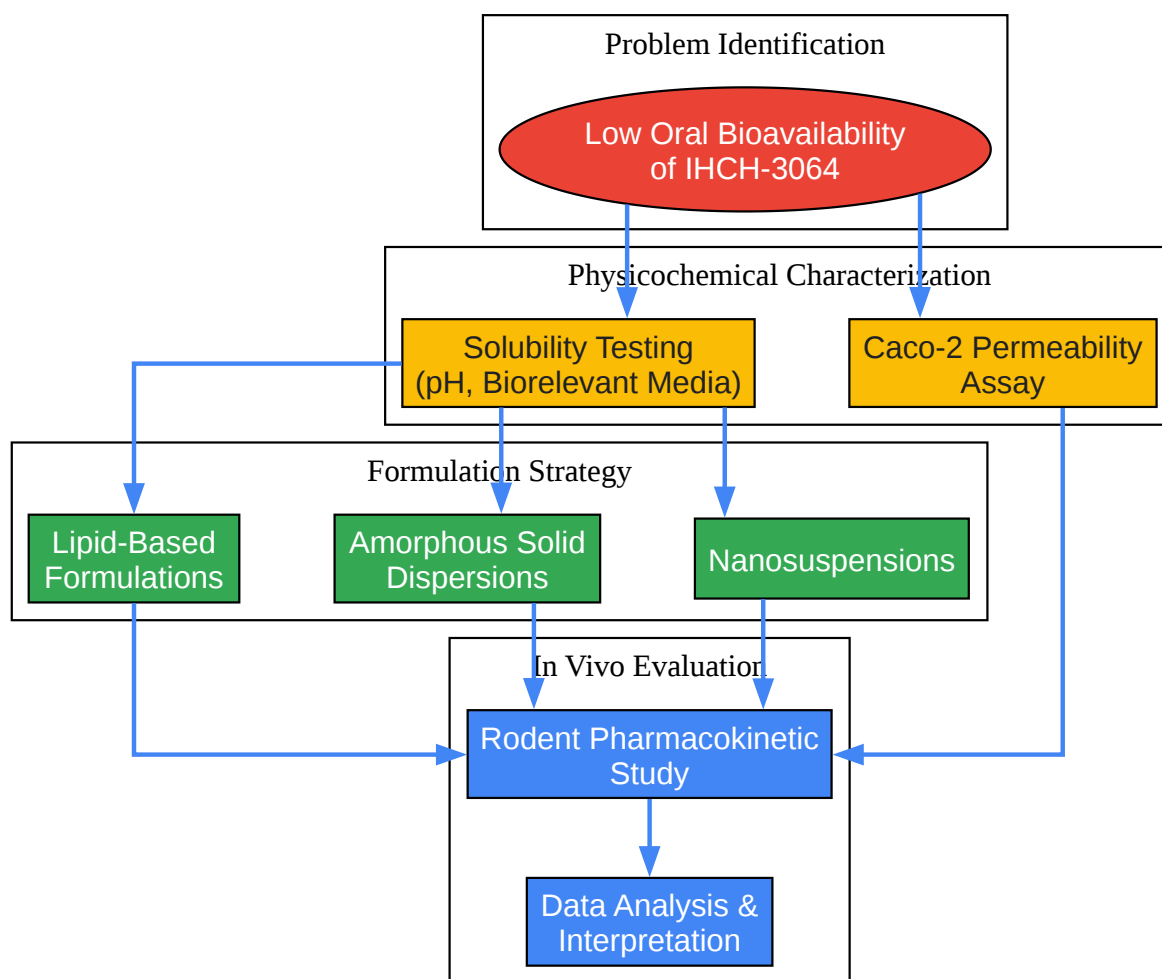 Problem Identification
Low Oral Bioavailability
of IHCH-3064
Physicochemical Characterization
Solubility Testing
(pH, Biorelevant Media)
Caco-2 Permeability
Assay
Formulation Strategy
Lipid-Based
Formulations
Amorphous Solid
Dispersions
Nanosuspensions
In Vivo Evaluation
Rodent Pharmacokinetic
Study
Data Analysis &
Interpretation